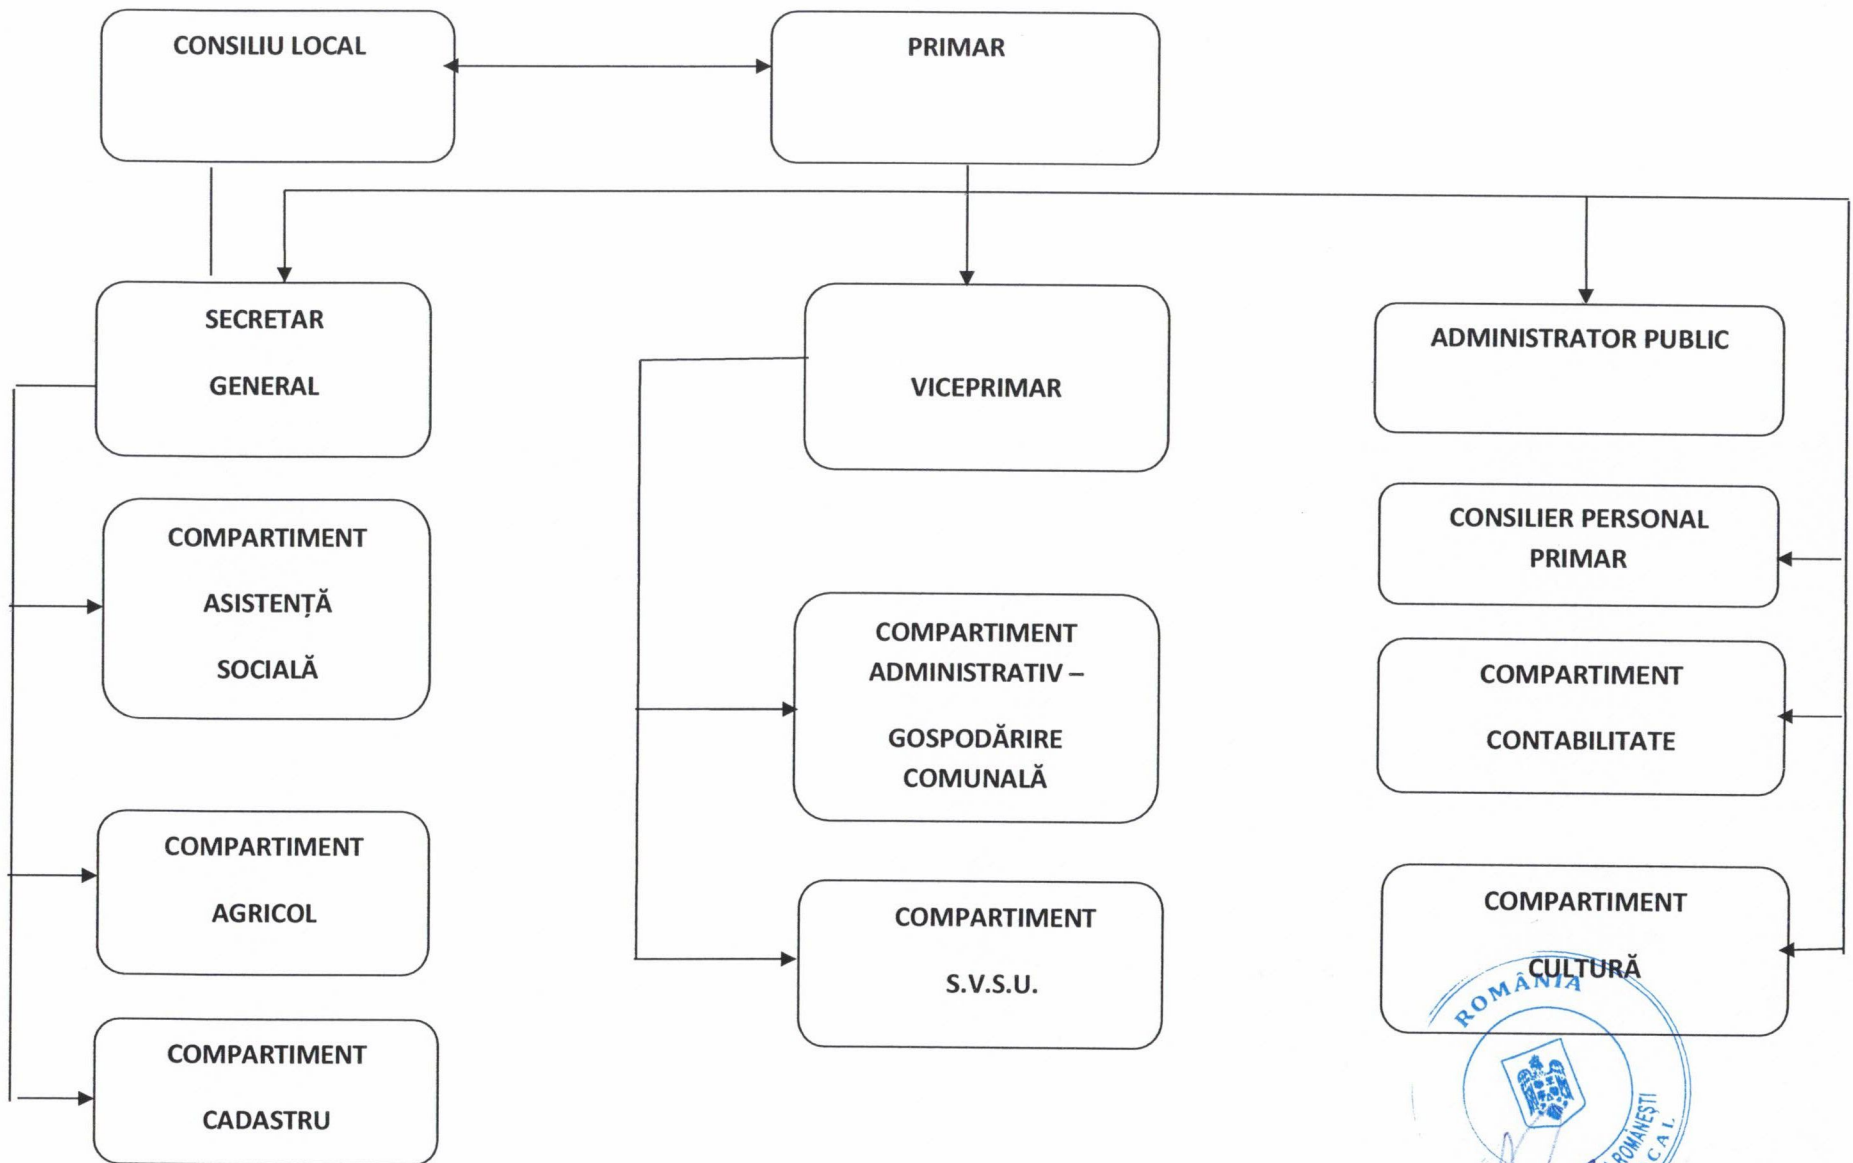 CONSILIU LOCAL
PRIMAR
SECRETAR
GENERAL
VICEPRIMAR
ADMINISTRATOR PUBLIC
COMPARTIMENT
ASISTENȚĂ
SOCIALĂ
COMPARTIMENT
ADMINISTRATIV –
GOSPODĂRIRE
COMUNALĂ
CONSILIER PERSONAL
PRIMAR
COMPARTIMENT
CONTABILITATE
COMPARTIMENT
AGRICOL
COMPARTIMENT
S.V.S.U.
COMPARTIMENT
CULTURĂ
COMPARTIMENT
CADASTRU
ROMÂNIA
ROMÂNEȘTI